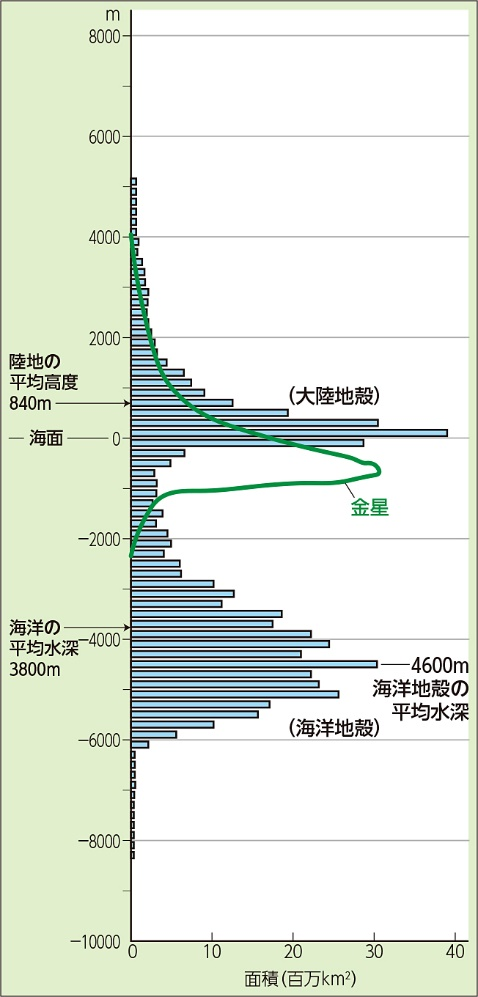 m
8000
6000
4000
2000
陸地の
平均高度
840m
(大陸地殻)
海面
0
金星
−2000
海洋の
平均水深
3800m
−4000
4600m
海洋地殻の
平均水深
(海洋地殻)
−6000
−8000
−10000
0 10 20 30 40
面積(百万km²)